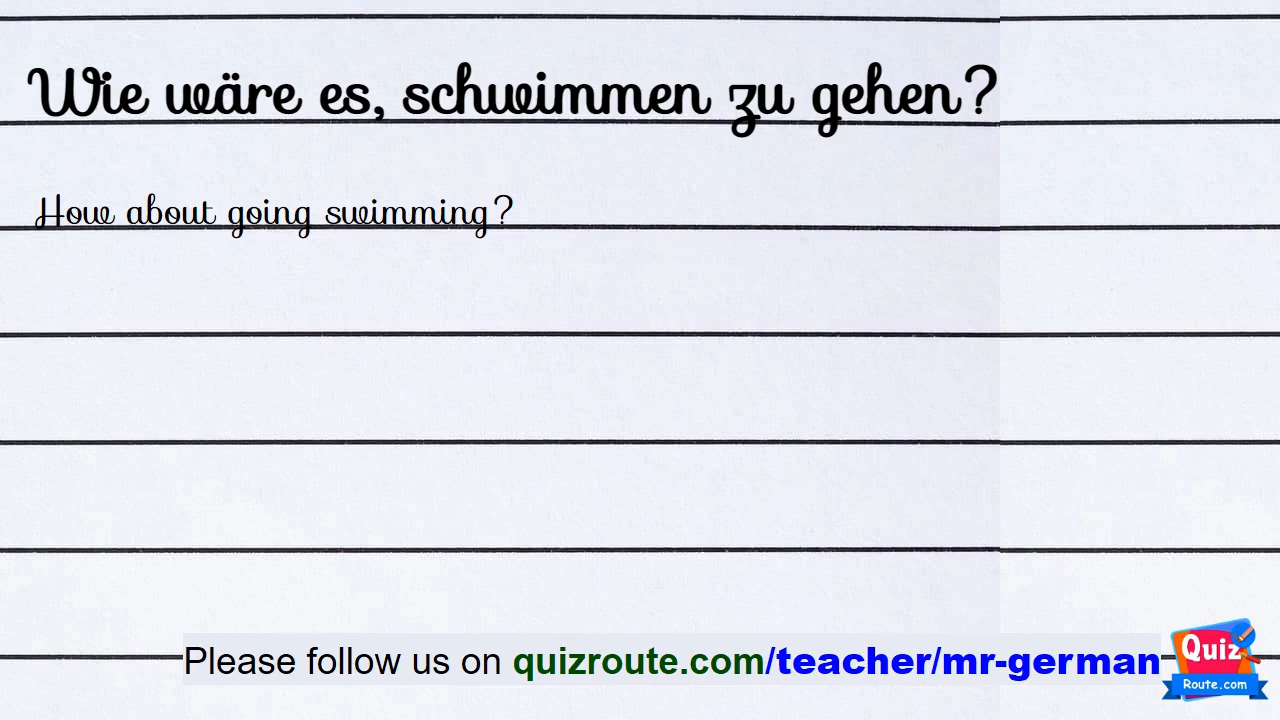 Wie wäre es, schwimmen zu gehen?
How about going swimming?
Please follow us on quizroute.com/teacher/mr-german
Quiz
Route.com